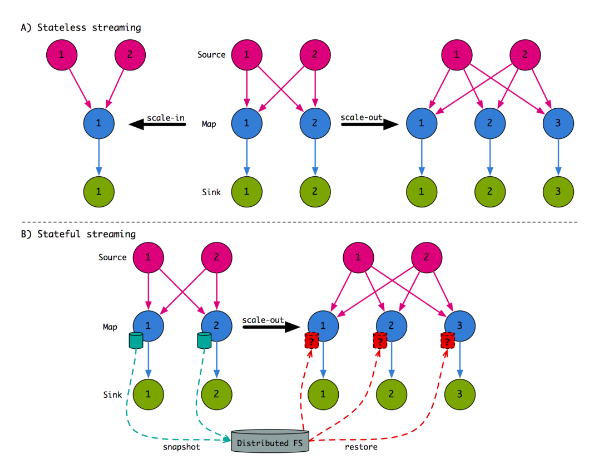 A) Stateless streaming
1 2 Source 1 2 1 2
1 scale-in Map 1 2 scale-out 1 2 3
1 Sink 1 2 1 2 3
B) Stateful streaming
Source 1 2 1 2
Map 1 2 scale-out 1 2 3
? ? ?
Sink 1 2 1 2 3
snapshot Distributed FS restore